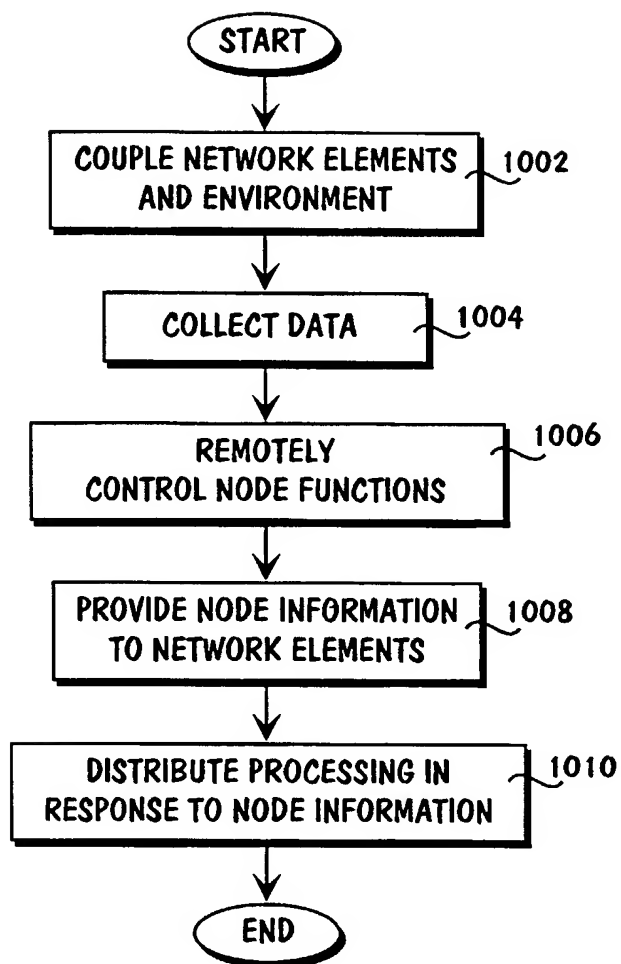 START
COUPLE NETWORK ELEMENTS
AND ENVIRONMENT
1002
COLLECT DATA
1004
REMOTELY
CONTROL NODE FUNCTIONS
1006
PROVIDE NODE INFORMATION
TO NETWORK ELEMENTS
1008
DISTRIBUTE PROCESSING IN
RESPONSE TO NODE INFORMATION
1010
END